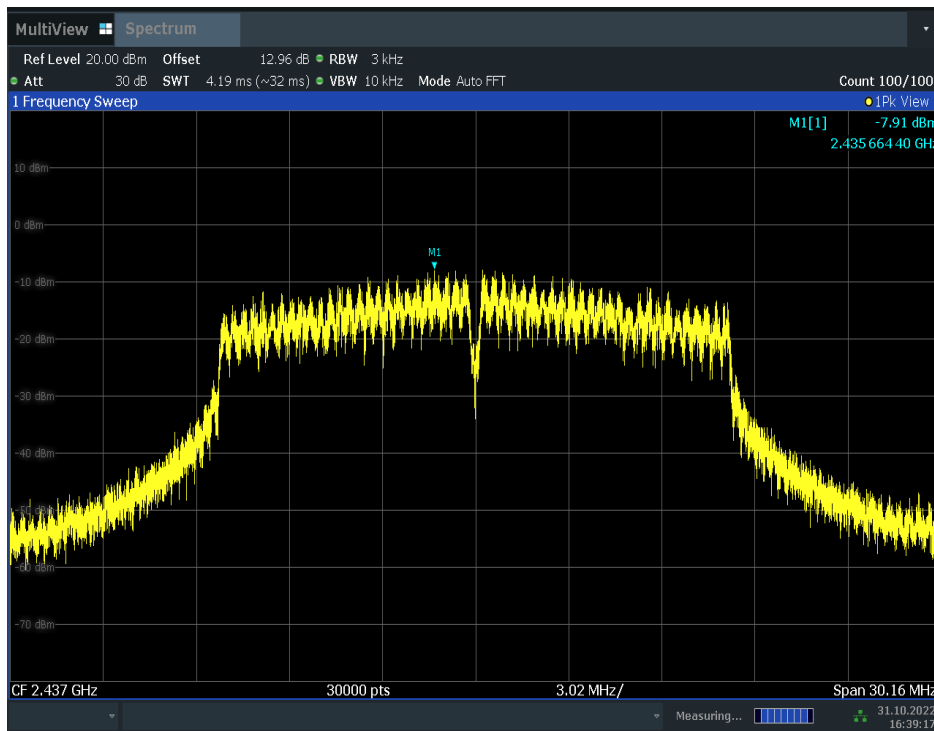 MultiView Spectrum
Ref Level 20.00 dBm Offset 12.96 dB RBW 3 kHz
Att 30 dB SWT 4.19 ms (~32 ms) VBW 10 kHz Mode Auto FFT Count 100/100
1 Frequency Sweep 1Pk View
M1[1] -7.91 dBm
2.435 664 40 GHz
10 dBm
0 dBm
M1
-10 dBm
-20 dBm
-30 dBm
-40 dBm
-50 dBm
-60 dBm
-70 dBm
CF 2.437 GHz 30000 pts 3.02 MHz/ Span 30.16 MHz
Measuring... 31.10.2022
16:39:17